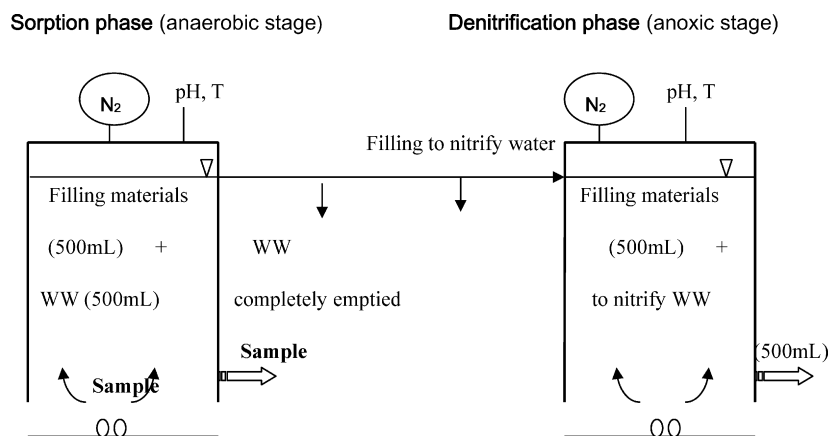 Sorption phase (anaerobic stage)
Denitrification phase (anoxic stage)
N₂
pH, T
N₂
pH, T
Filling to nitrify water
Filling materials
(500mL) +
WW (500mL)
WW
completely emptied
Filling materials
(500mL) +
to nitrify WW
Sample
Sample
(500mL)